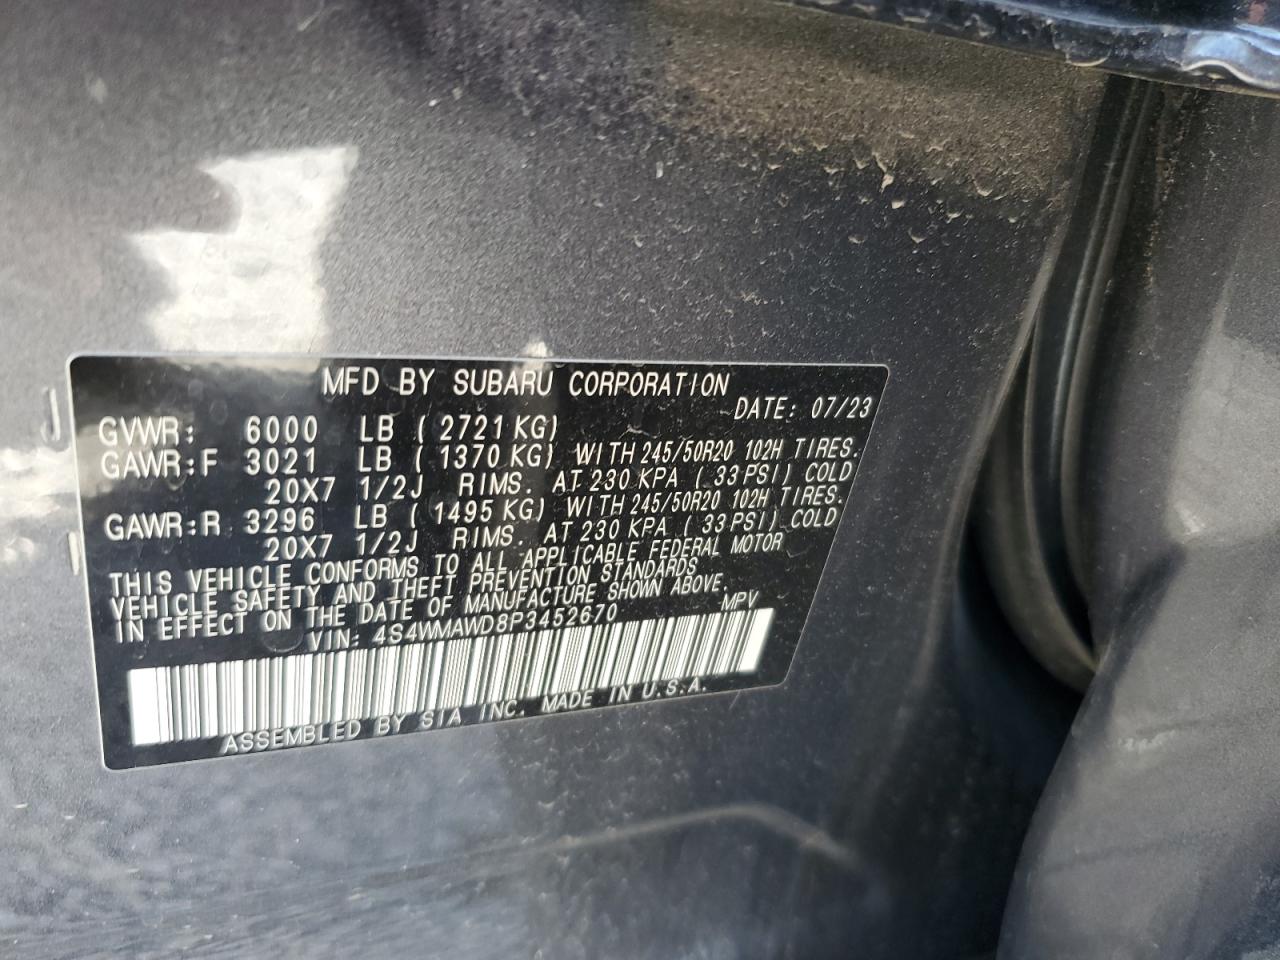 MFD BY SUBARU CORPORATION
DATE: 07/23
GVWR: 6000 LB ( 2721 KG)
GAWR:F 3021 LB ( 1370 KG) WITH 245/50R20 102H TIRES.
20X7 1/2J RIMS. AT 230 KPA ( 33 PSI) COLD
GAWR:R 3296 LB ( 1495 KG) WITH 245/50R20 102H TIRES.
20X7 1/2J RIMS. AT 230 KPA ( 33 PSI) COLD
THIS VEHICLE CONFORMS TO ALL APPLICABLE FEDERAL MOTOR
VEHICLE SAFETY AND THEFT PREVENTION STANDARDS
IN EFFECT ON THE DATE OF MANUFACTURE SHOWN ABOVE.
VIN: 4S4WMAWD8P3452670 MPV
ASSEMBLED BY SIA INC. MADE IN U.S.A.